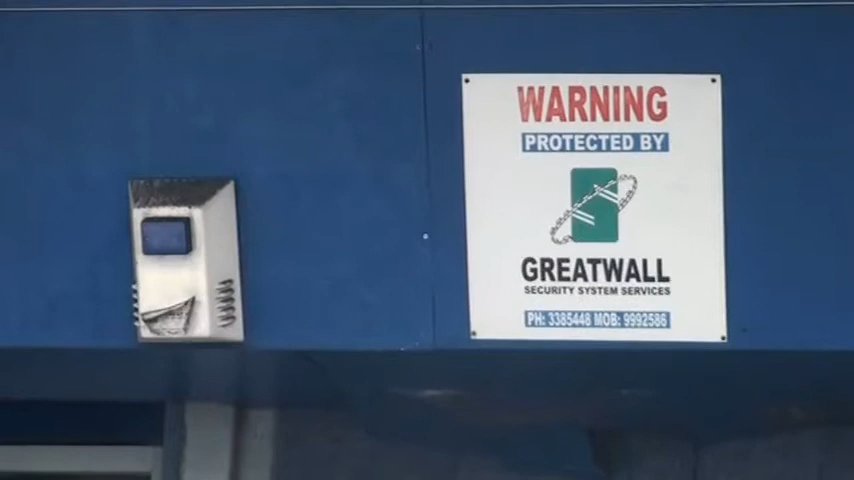 WARNING
PROTECTED BY
GREATWALL
SECURITY SYSTEM SERVICES
PH: 3385448 MOB: 9992586